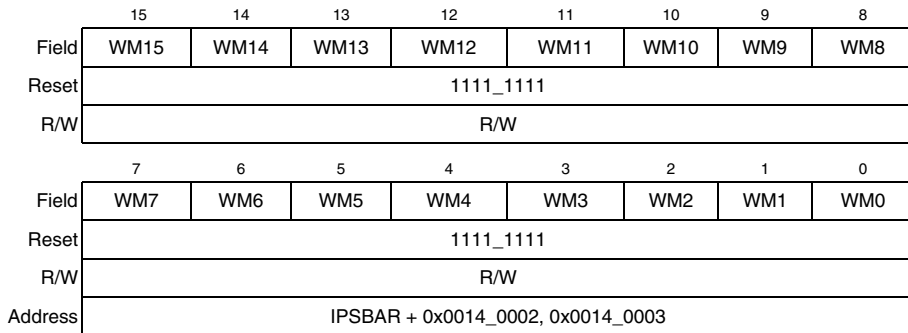 15 14 13 12 11 10 9 8
Field WM15 WM14 WM13 WM12 WM11 WM10 WM9 WM8
Reset 1111_1111
R/W R/W
7 6 5 4 3 2 1 0
Field WM7 WM6 WM5 WM4 WM3 WM2 WM1 WM0
Reset 1111_1111
R/W R/W
Address IPSBAR + 0x0014_0002, 0x0014_0003